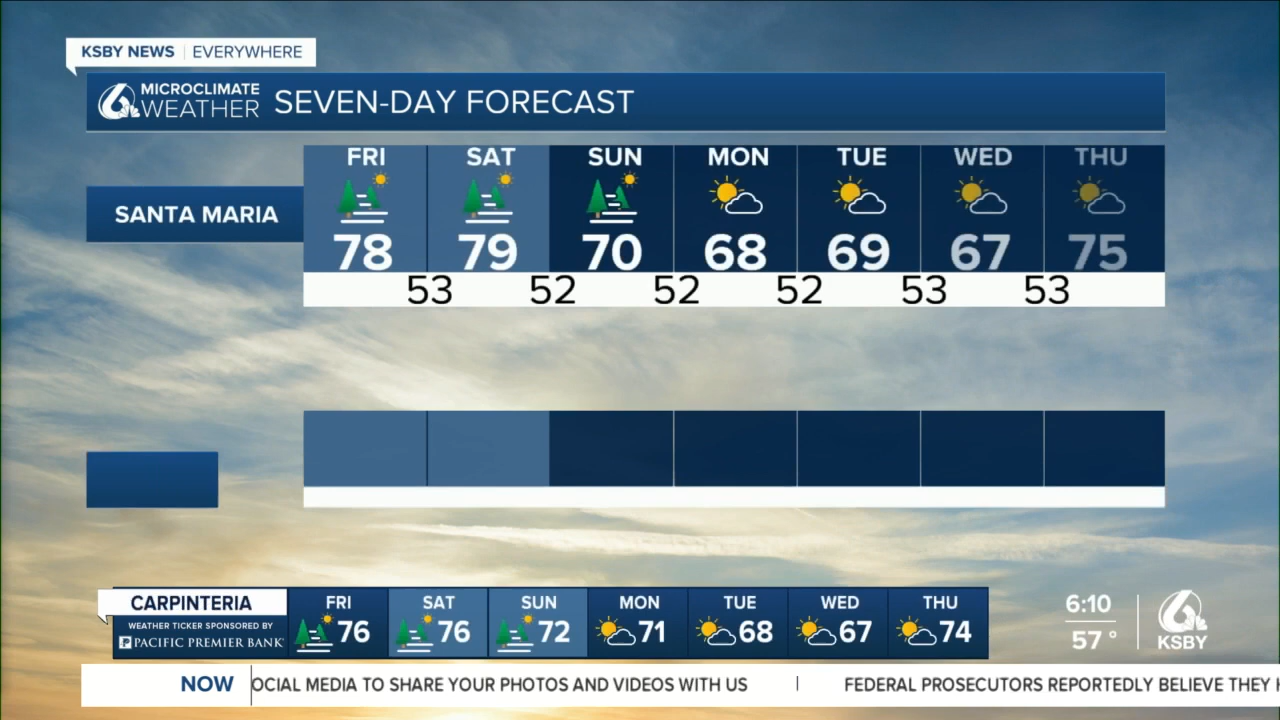 KSBY NEWS | EVERYWHERE
6 MICROCLIMATE WEATHER SEVEN-DAY FORECAST
FRI SAT SUN MON TUE WED THU
SANTA MARIA
78 79 70 68 69 67 75
53 52 52 52 53 53
CARPINTERIA
WEATHER TICKER SPONSORED BY
PACIFIC PREMIER BANK
FRI SAT SUN MON TUE WED THU
76 76 72 71 68 67 74
6:10
57°
6 KSBY
NOW OCIAL MEDIA TO SHARE YOUR PHOTOS AND VIDEOS WITH US | FEDERAL PROSECUTORS REPORTEDLY BELIEVE THEY